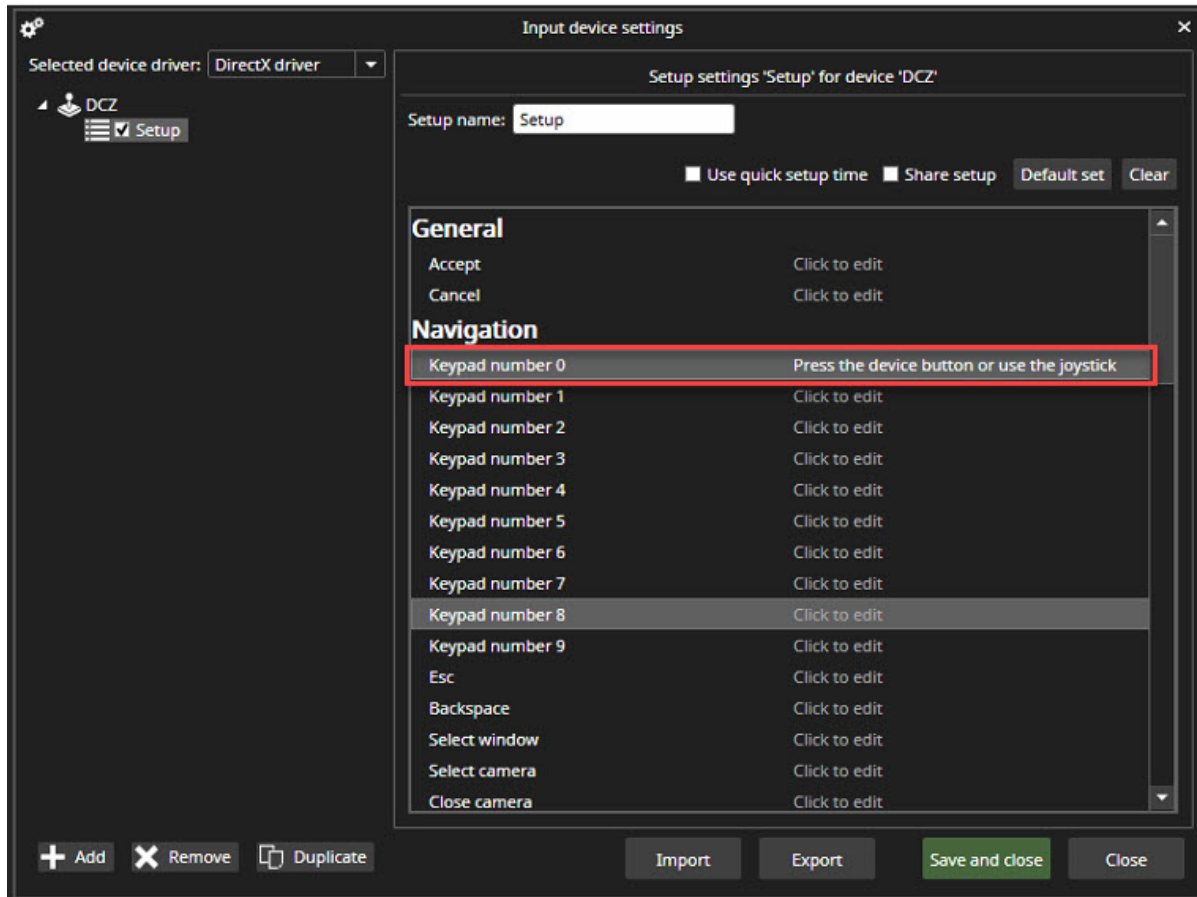 Input device settings
Selected device driver: DirectX driver
DCZ
Setup
Setup settings 'Setup' for device 'DCZ'
Setup name: Setup
Use quick setup time Share setup Default set Clear
General
Accept Click to edit
Cancel Click to edit
Navigation
Keypad number 0 Press the device button or use the joystick
Keypad number 1 Click to edit
Keypad number 2 Click to edit
Keypad number 3 Click to edit
Keypad number 4 Click to edit
Keypad number 5 Click to edit
Keypad number 6 Click to edit
Keypad number 7 Click to edit
Keypad number 8 Click to edit
Keypad number 9 Click to edit
Esc Click to edit
Backspace Click to edit
Select window Click to edit
Select camera Click to edit
Close camera Click to edit
Add Remove Duplicate Import Export Save and close Close